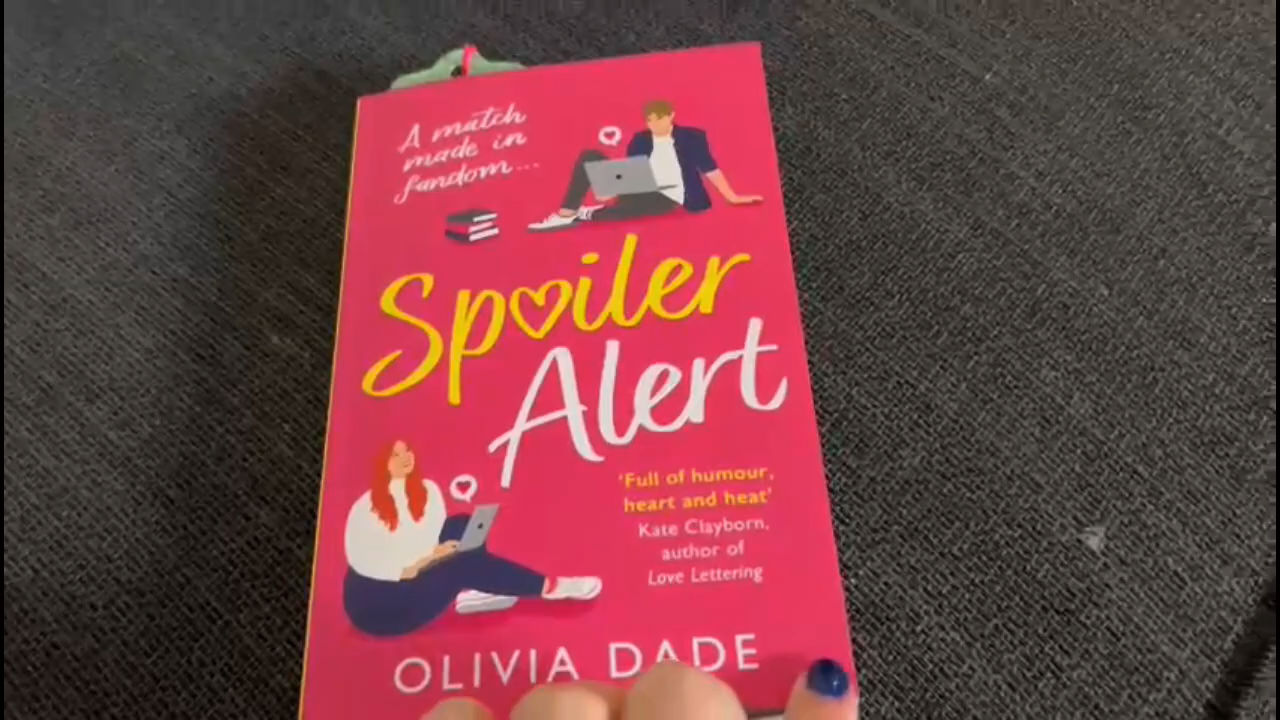 A match
made in
fandom...
Spoiler
Alert
'Full of humour,
heart and heat'
Kate Clayborn,
author of
Love Lettering
OLIVIA DADE